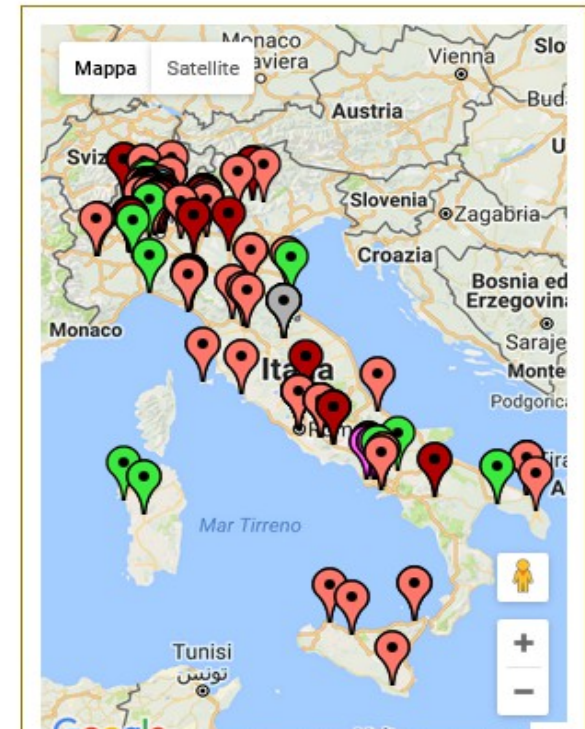 Monaco
Mappa
Satellite
Vienna
Slo
Bud
Austria
U
Sviz
Slovenia
Zagabria
Croazia
Bosnia ed
Erzegovin
Monaco
Saraje
Monte
Italia
Podgoric
Mar Tirreno
Tunisi
تونس
+
−
Google